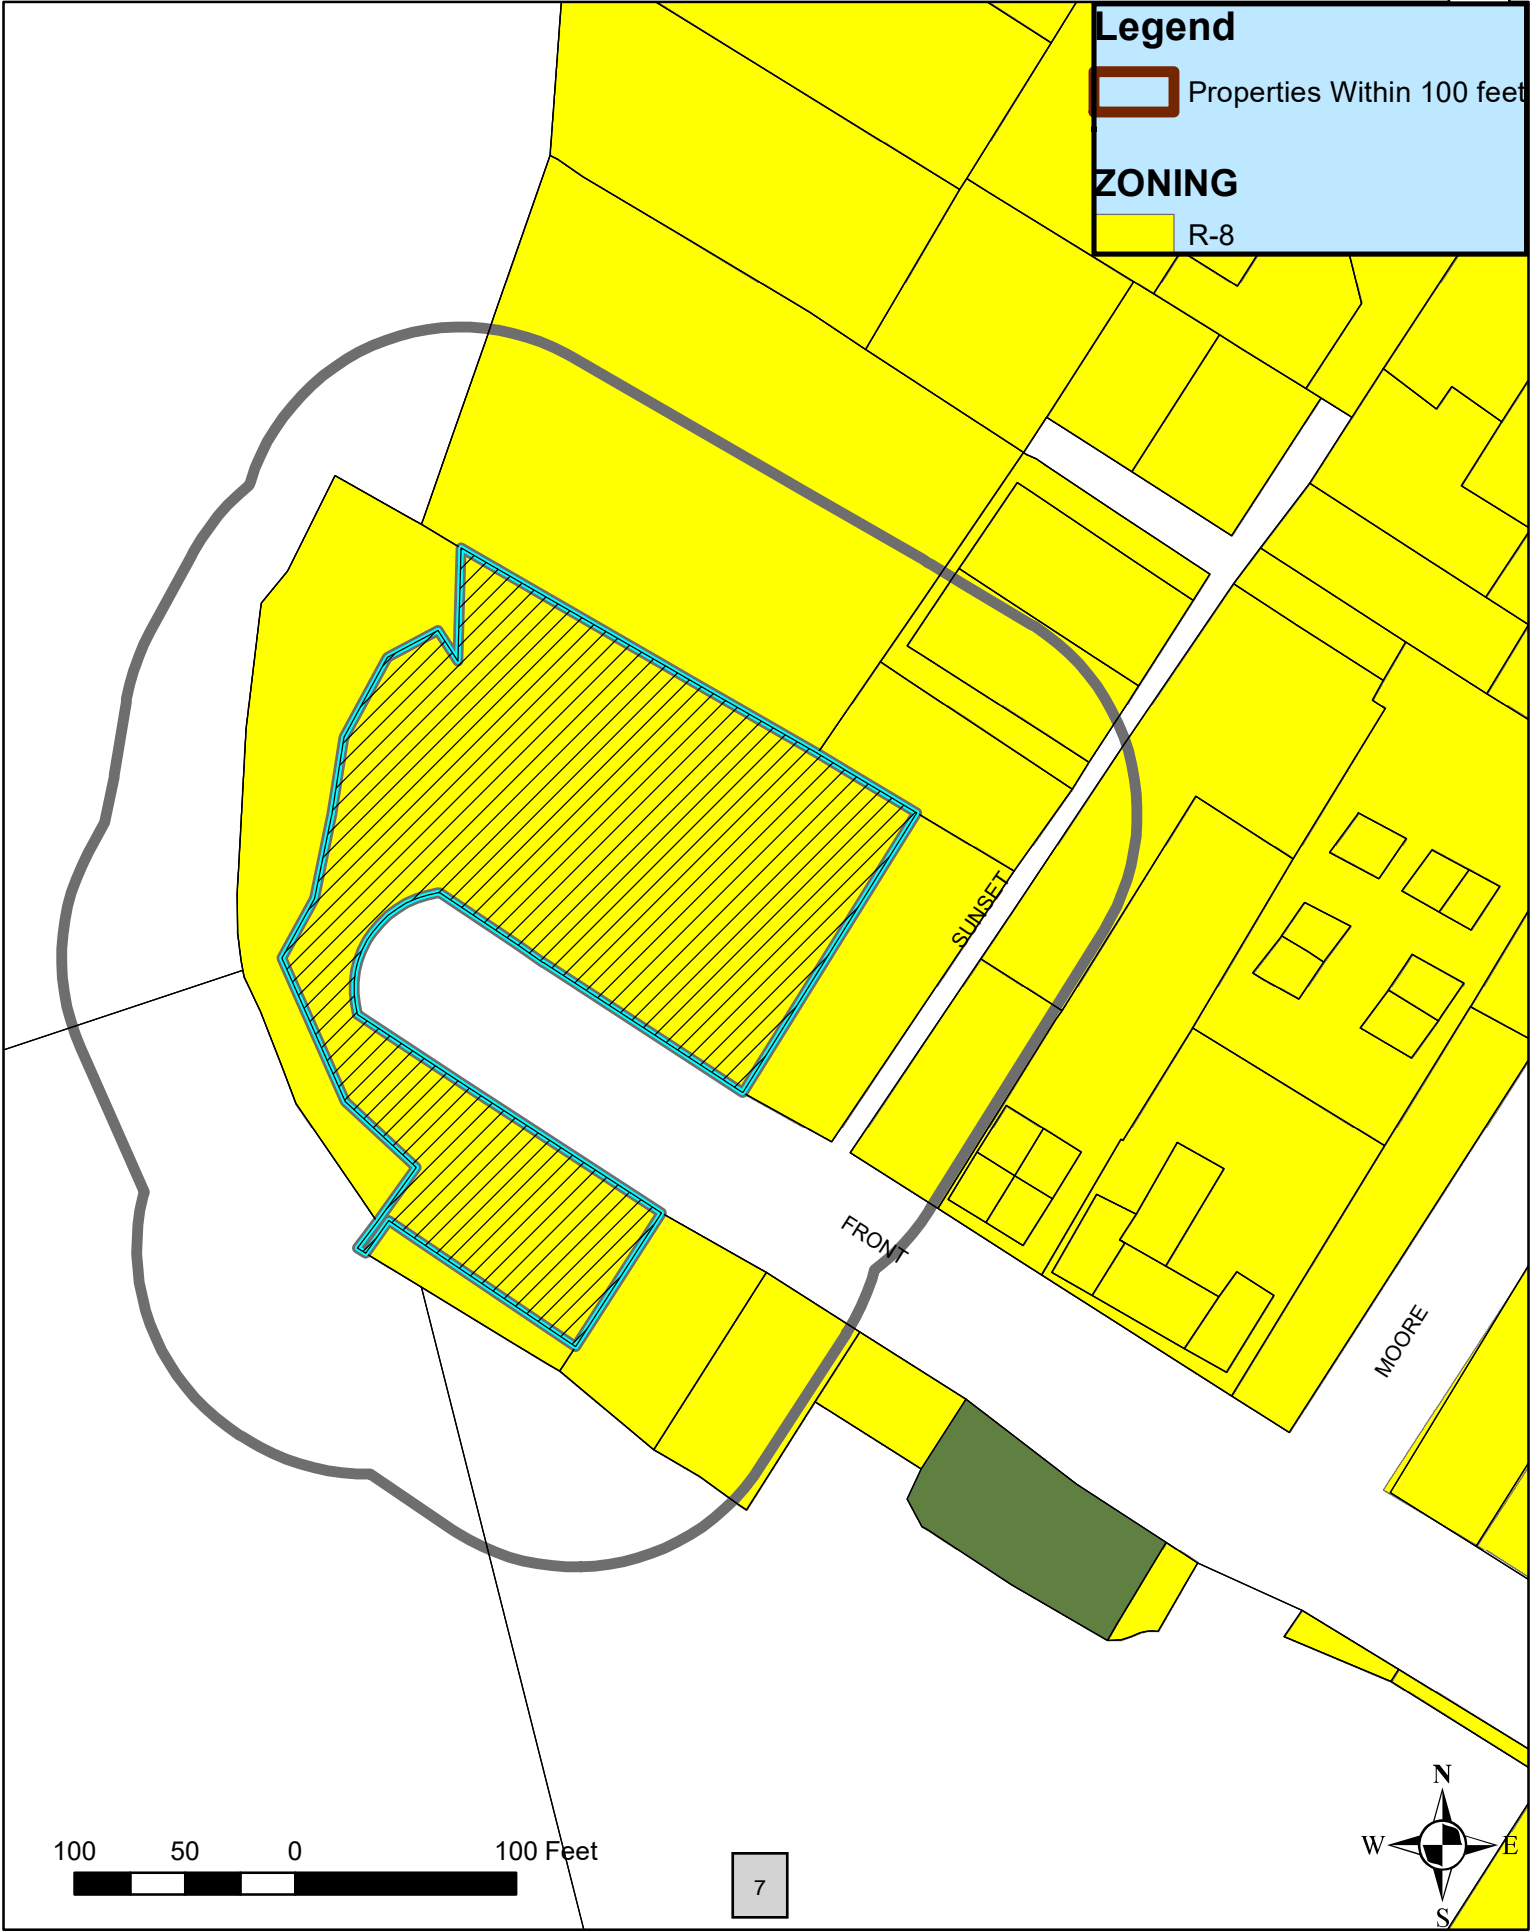 Legend
Properties Within 100 feet
ZONING
R-8
SUNSET
FRONT
MOORE
N
W
E
S
100 50 0 100 Feet
7